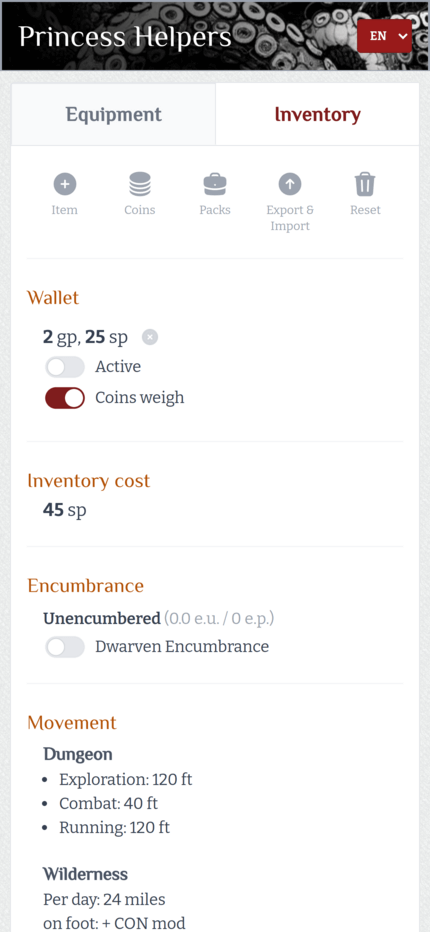 Princess Helpers
EN
Equipment
Inventory
Item
Coins
Packs
Export &
Import
Reset
Wallet
2 gp, 25 sp
Active
Coins weigh
Inventory cost
45 sp
Encumbrance
Unencumbered (0.0 e.u. / 0 e.p.)
Dwarven Encumbrance
Movement
Dungeon
• Exploration: 120 ft
• Combat: 40 ft
• Running: 120 ft
Wilderness
Per day: 24 miles
on foot: + CON mod